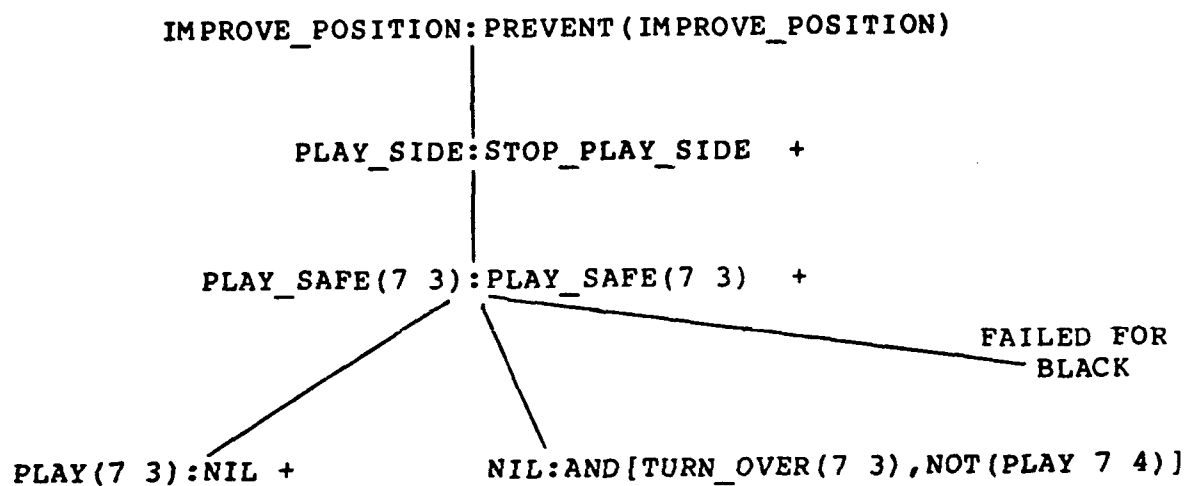 IMPROVE_POSITION:PREVENT(IMPROVE_POSITION)
PLAY_SIDE:STOP_PLAY_SIDE +
PLAY_SAFE(7 3):PLAY_SAFE(7 3) +
FAILED FOR
BLACK
PLAY(7 3):NIL +
NIL:AND[TURN_OVER(7 3),NOT(PLAY 7 4)]